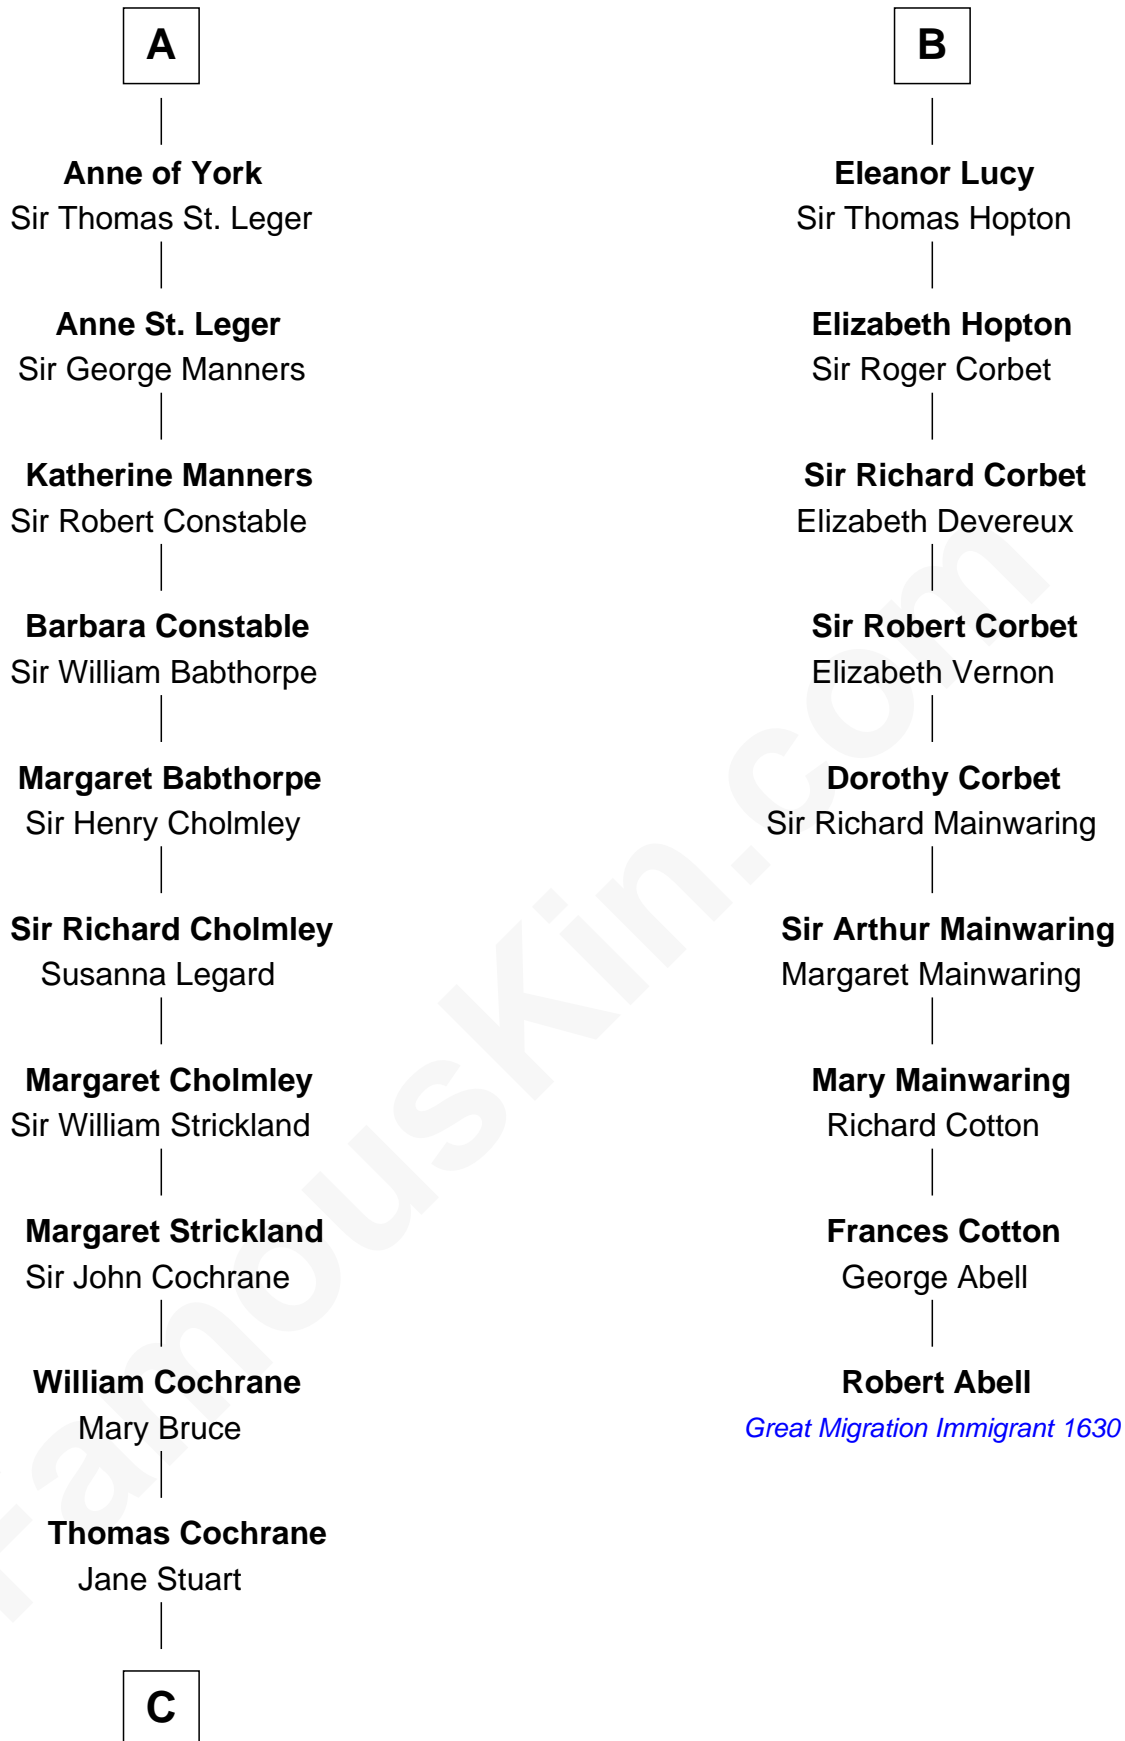 A
Anne of York
Sir Thomas St. Leger
Anne St. Leger
Sir George Manners
Katherine Manners
Sir Robert Constable
Barbara Constable
Sir William Babthorpe
Margaret Babthorpe
Sir Henry Cholmley
Sir Richard Cholmley
Susanna Legard
Margaret Cholmley
Sir William Strickland
Margaret Strickland
Sir John Cochrane
William Cochrane
Mary Bruce
Thomas Cochrane
Jane Stuart
C
B
Eleanor Lucy
Sir Thomas Hopton
Elizabeth Hopton
Sir Roger Corbet
Sir Richard Corbet
Elizabeth Devereux
Sir Robert Corbet
Elizabeth Vernon
Dorothy Corbet
Sir Richard Mainwaring
Sir Arthur Mainwaring
Margaret Mainwaring
Mary Mainwaring
Richard Cotton
Frances Cotton
George Abell
Robert Abell
Great Migration Immigrant 1630
FamousKin.com